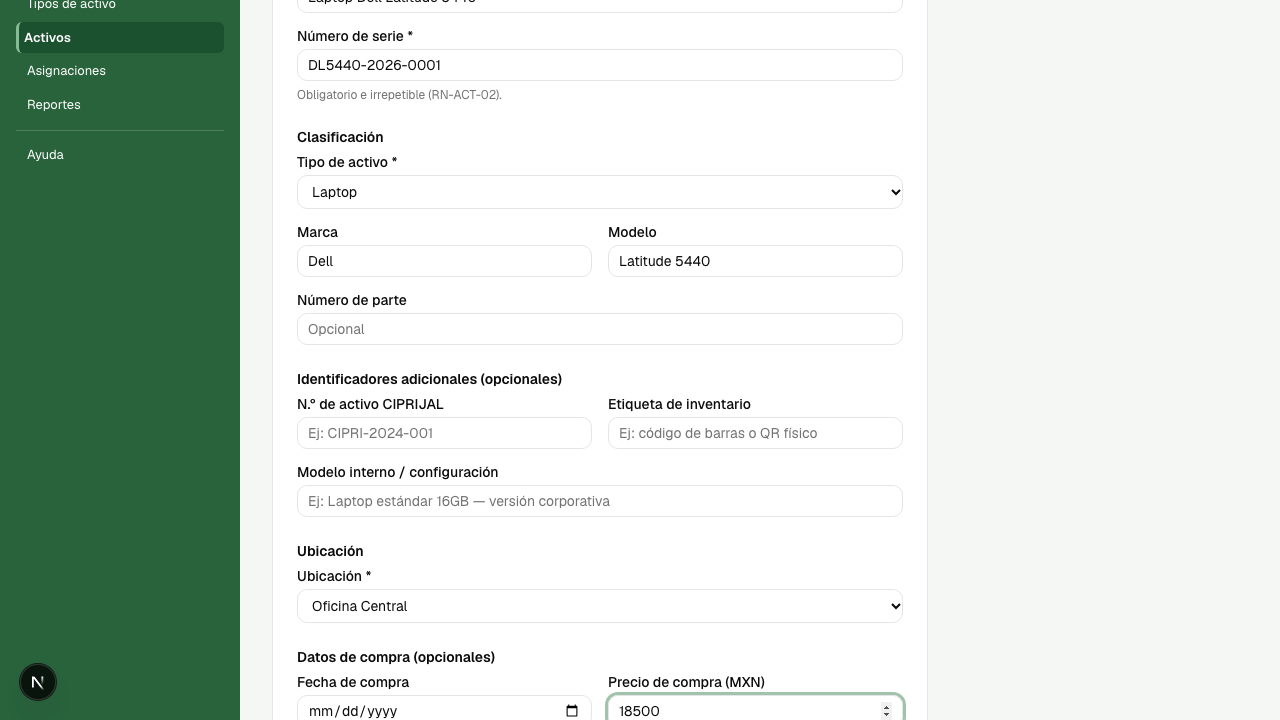 Tipos de activo
Activos
Asignaciones
Reportes
Ayuda
Laptop Dell Latitude 5440
Número de serie *
DL5440-2026-0001
Obligatorio e irrepetible (RN-ACT-02).
Clasificación
Tipo de activo *
Laptop
Marca
Modelo
Dell
Latitude 5440
Número de parte
Opcional
Identificadores adicionales (opcionales)
N.º de activo CIPRIJAL
Etiqueta de inventario
Ej: CIPRI-2024-001
Ej: código de barras o QR físico
Modelo interno / configuración
Ej: Laptop estándar 16GB — versión corporativa
Ubicación
Ubicación *
Oficina Central
Datos de compra (opcionales)
Fecha de compra
Precio de compra (MXN)
mm/dd/yyyy
18500
N